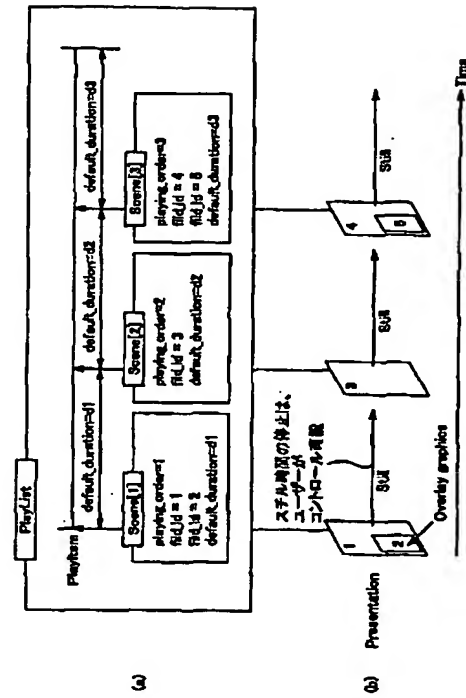 (a)
PlayList
PlayItem
default_duration=d1
default_duration=d2
default_duration=d3
Scene[1]
playing_order=1
fild_id = 1
fild_id = 2
default_duration=d1
Scene[2]
playing_order=2
fild_id = 3
default_duration=d2
Scene[3]
playing_order=3
fild_id = 4
fild_id = 5
default_duration=d3
(b)
Presentation
1
2
Still
ステル時間の停止は、
ユーザーが
コントロール可能
3
Still
4
5
Still
Overlay graphics
Time